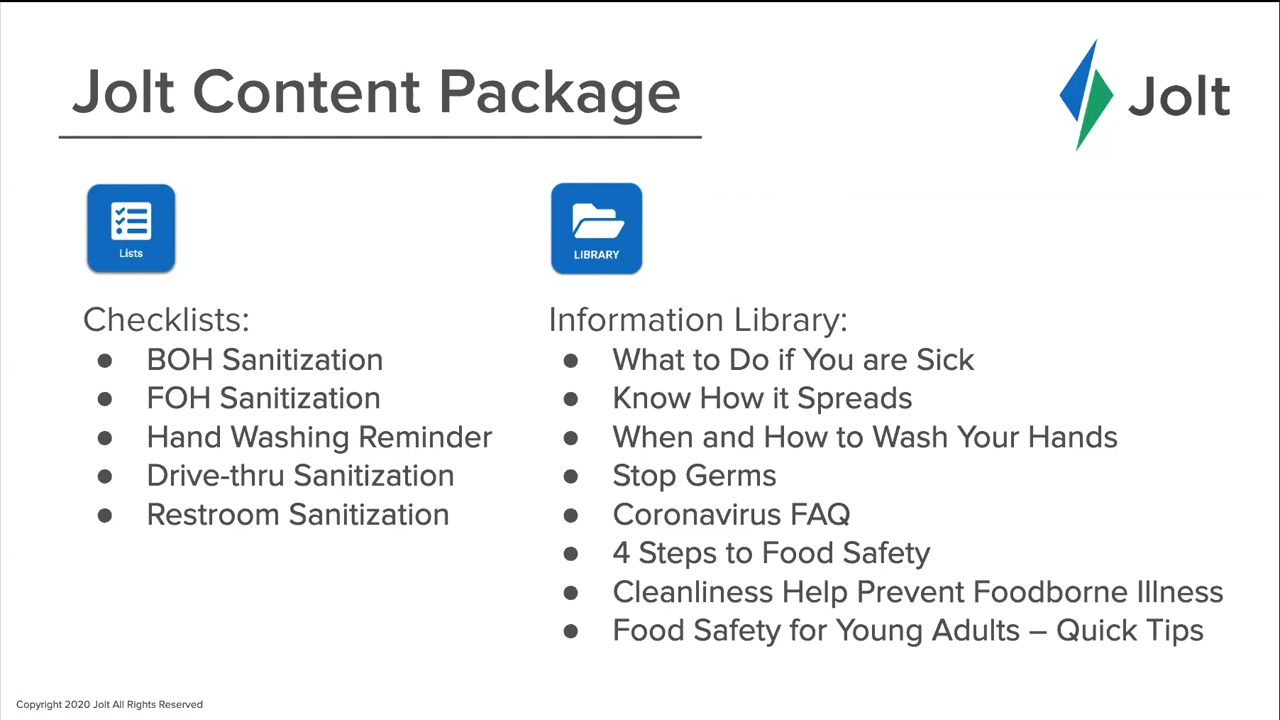 Jolt Content Package
Jolt
Lists
Checklists:
● BOH Sanitization
● FOH Sanitization
● Hand Washing Reminder
● Drive-thru Sanitization
● Restroom Sanitization
LIBRARY
Information Library:
● What to Do if You are Sick
● Know How it Spreads
● When and How to Wash Your Hands
● Stop Germs
● Coronavirus FAQ
● 4 Steps to Food Safety
● Cleanliness Help Prevent Foodborne Illness
● Food Safety for Young Adults – Quick Tips
Copyright 2020 Jolt All Rights Reserved